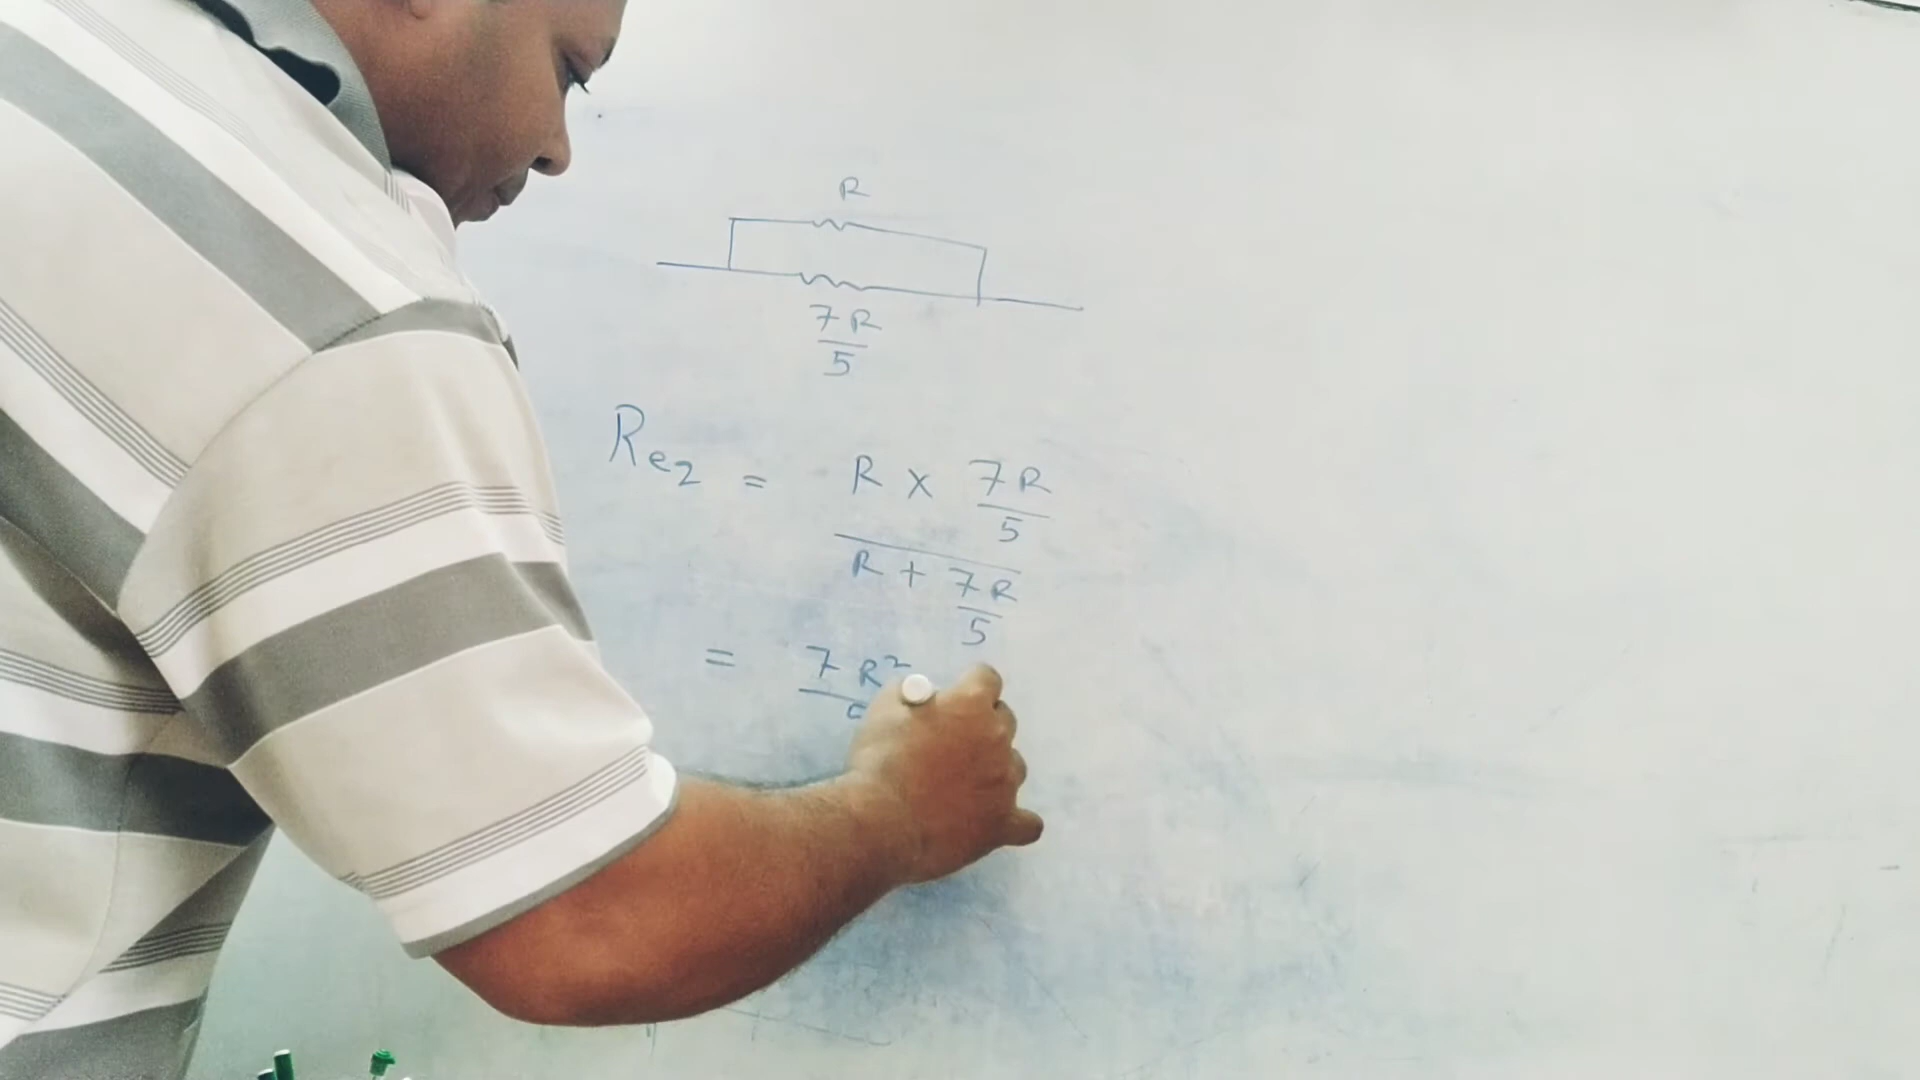 R
7R
5
Re2 = R x 7R
5
R + 7R
5
= 7R²